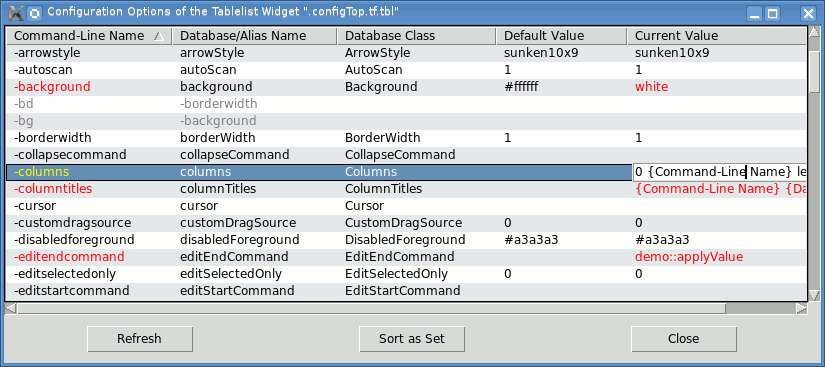 Configuration Options of the Tablelist Widget ".configTop.tf.tbl"
Command-Line Name Database/Alias Name Database Class Default Value Current Value
-arrowstyle arrowStyle ArrowStyle sunken10x9 sunken10x9
-autoscan autoScan AutoScan 1 1
-background background Background #ffffff white
-bd -borderwidth
-bg -background
-borderwidth borderWidth BorderWidth 1 1
-collapsecommand collapseCommand CollapseCommand
-columns columns Columns 0 {Command-Line Name} le
-columntitles columnTitles ColumnTitles {Command-Line Name} {Da
-cursor cursor Cursor
-customdragsource customDragSource CustomDragSource 0 0
-disabledforeground disabledForeground DisabledForeground #a3a3a3 #a3a3a3
-editendcommand editEndCommand EditEndCommand demo::applyValue
-editselectedonly editSelectedOnly EditSelectedOnly 0 0
-editstartcommand editStartCommand EditStartCommand
Refresh Sort as Set Close